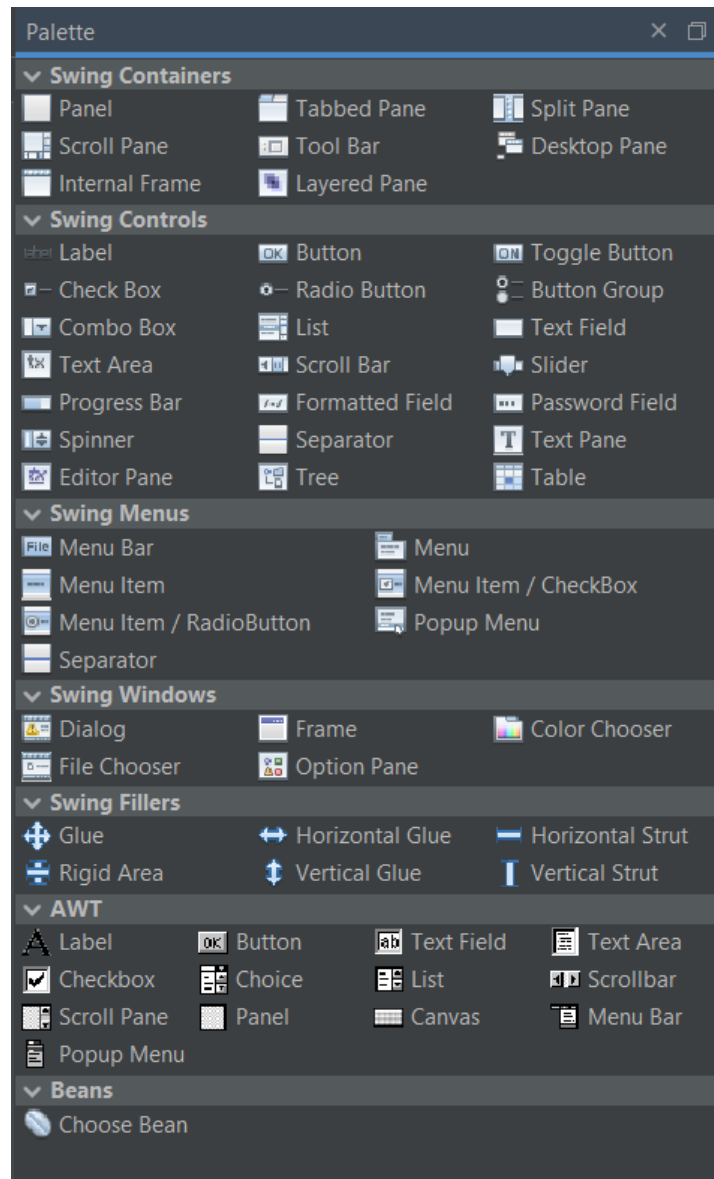 Palette
Swing Containers
Panel Tabbed Pane Split Pane
Scroll Pane Tool Bar Desktop Pane
Internal Frame Layered Pane
Swing Controls
label Label OK Button ON Toggle Button
Check Box Radio Button Button Group
Combo Box List Text Field
Text Area Scroll Bar Slider
Progress Bar Formatted Field Password Field
Spinner Separator T Text Pane
Editor Pane Tree Table
Swing Menus
File Menu Bar Menu
Menu Item Menu Item / CheckBox
Menu Item / RadioButton Popup Menu
Separator
Swing Windows
Dialog Frame Color Chooser
File Chooser Option Pane
Swing Fillers
Glue Horizontal Glue Horizontal Strut
Rigid Area Vertical Glue Vertical Strut
AWT
A Label OK Button ab Text Field Text Area
Checkbox Choice List Scrollbar
Scroll Pane Panel Canvas Menu Bar
Popup Menu
Beans
Choose Bean